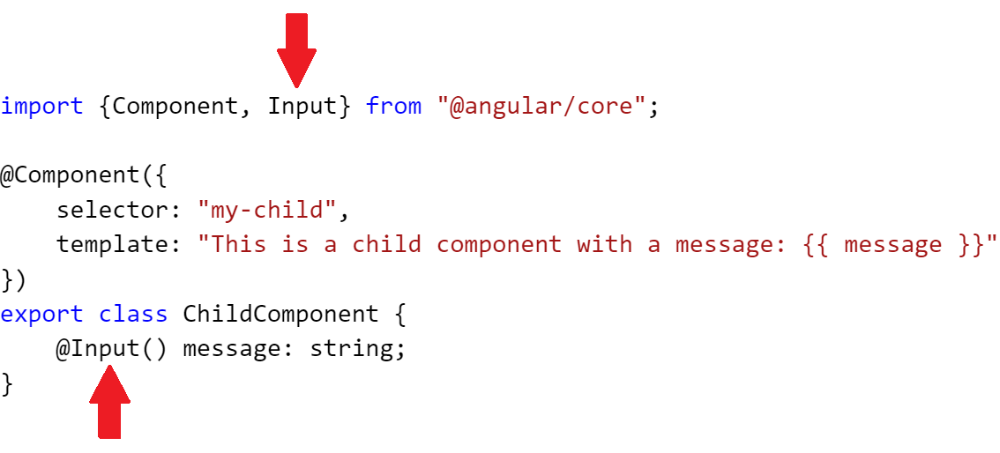 import {Component, Input} from "@angular/core";
@Component({
selector: "my-child",
template: "This is a child component with a message: {{ message }}"
})
export class ChildComponent {
@Input() message: string;
}